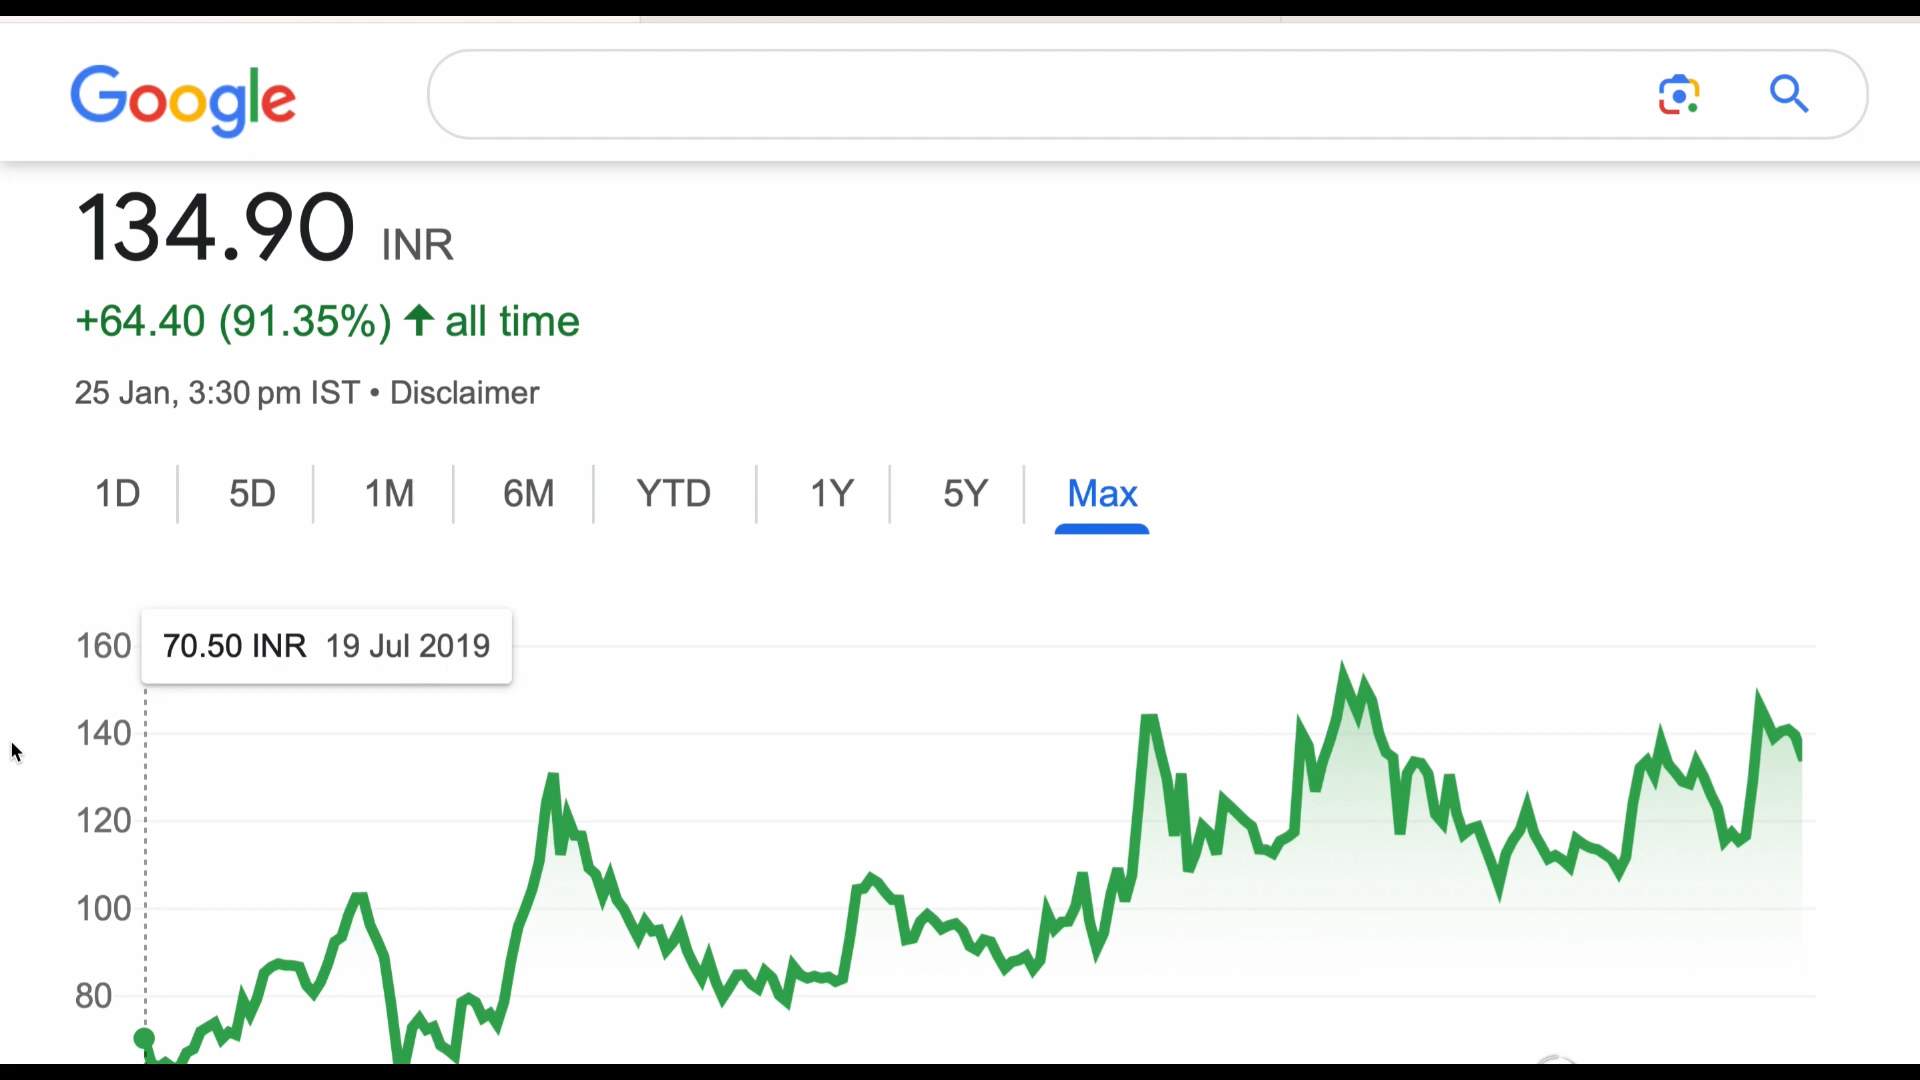 Google
134.90 INR
+64.40 (91.35%) ↑ all time
25 Jan, 3:30 pm IST • Disclaimer
1D 5D 1M 6M YTD 1Y 5Y Max
70.50 INR 19 Jul 2019
160
140
120
100
80